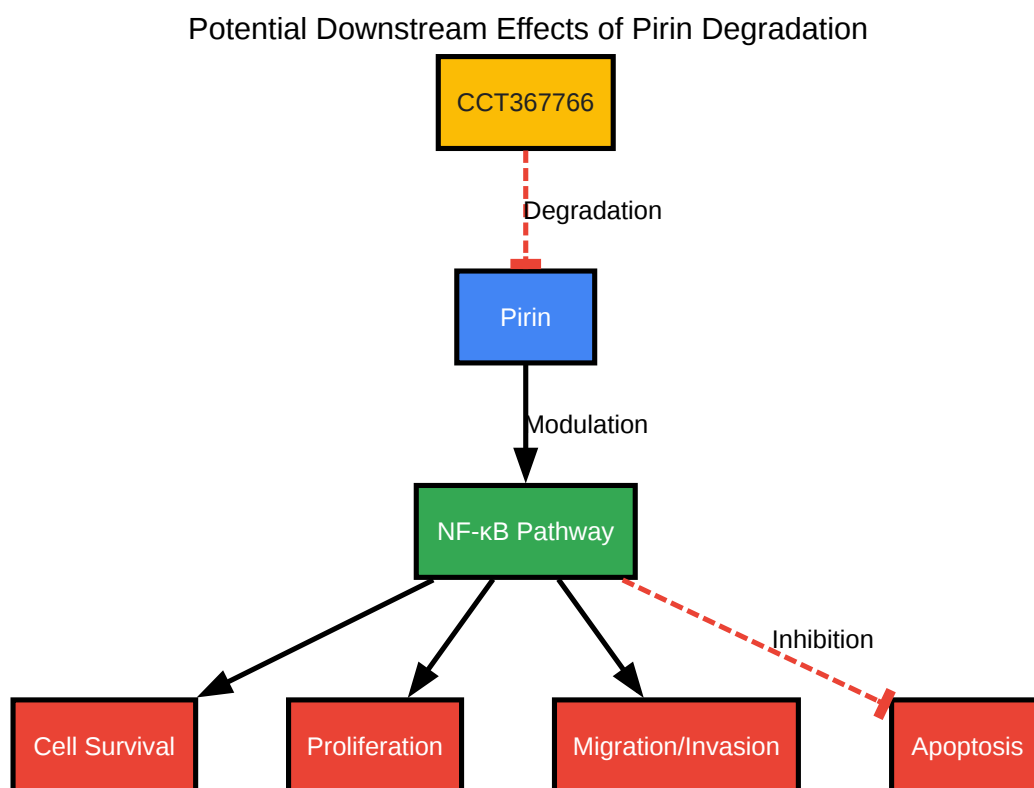 Potential Downstream Effects of Pirin Degradation
CCT367766
Degradation
Pirin
Modulation
NF-κB Pathway
Inhibition
Cell Survival
Proliferation
Migration/Invasion
Apoptosis